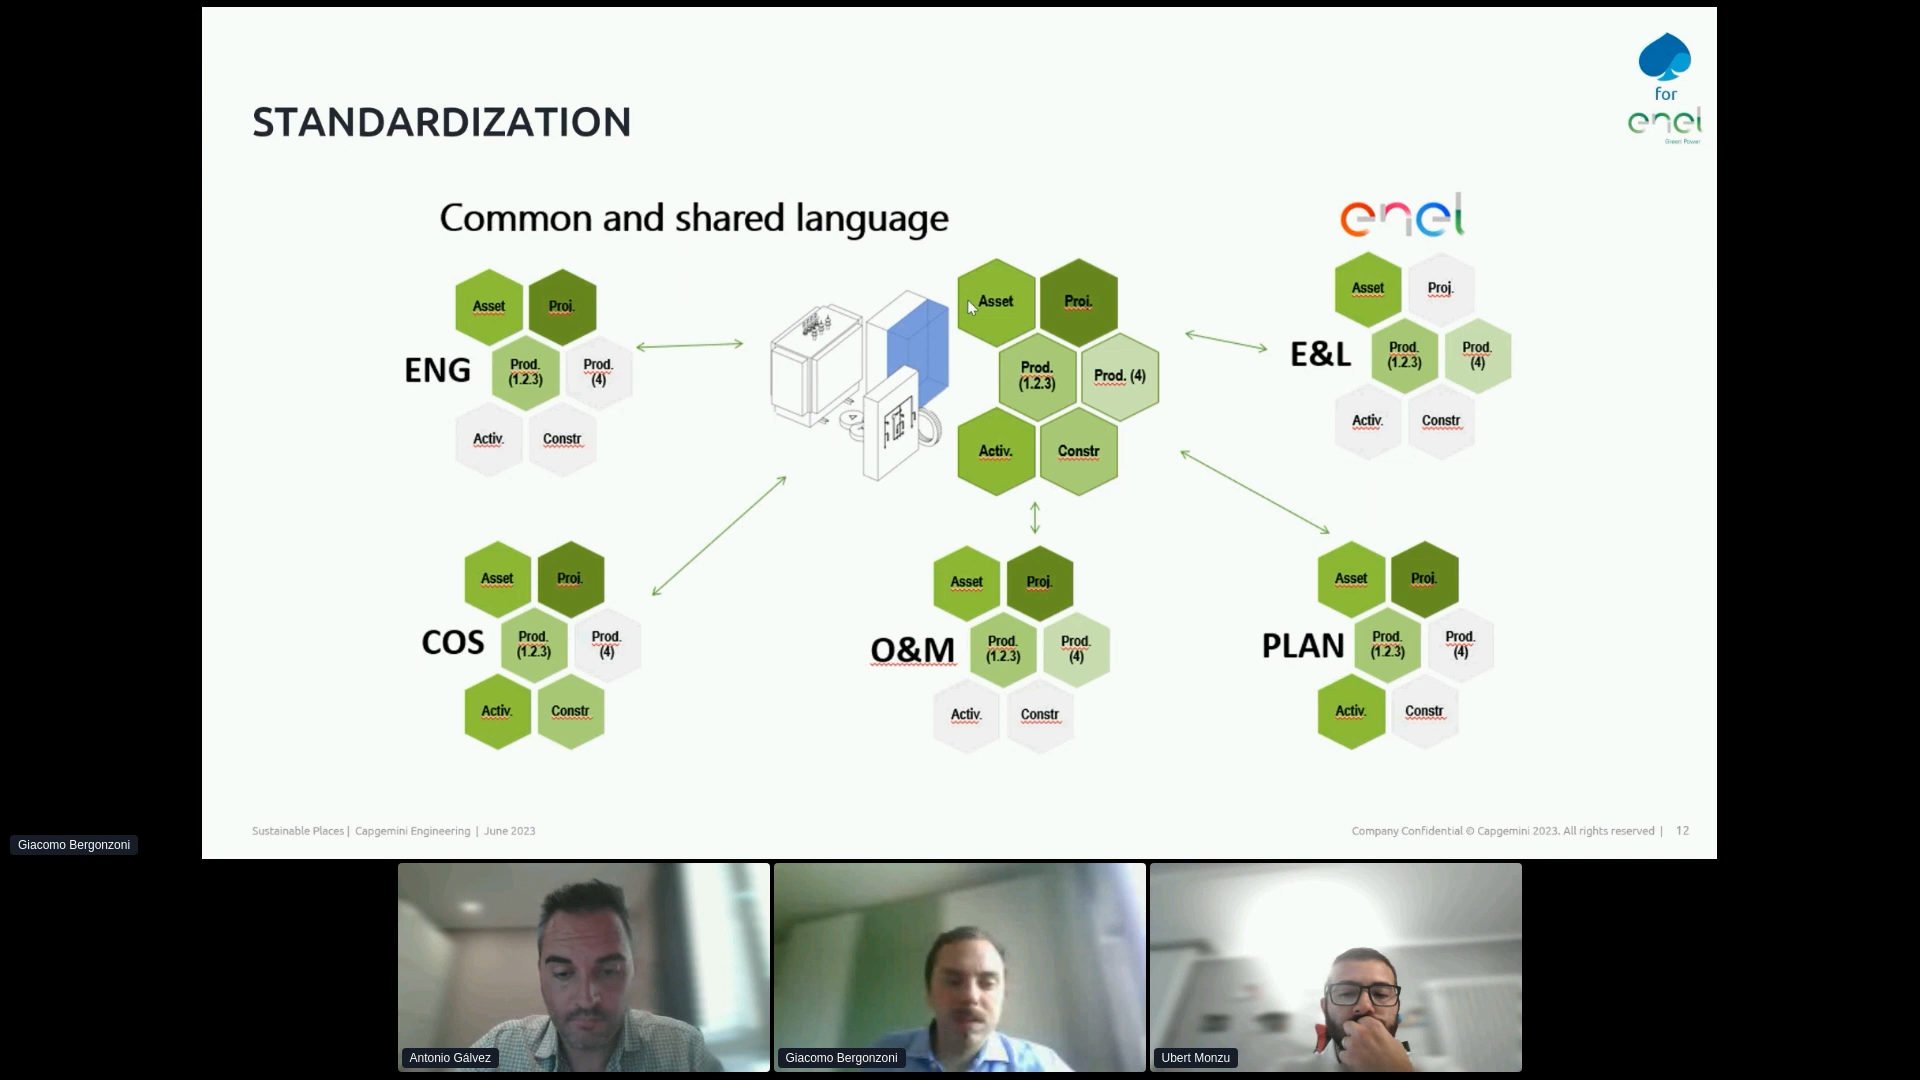 for
enel
Green Power
STANDARDIZATION
Common and shared language
enel
Asset
Proj.
ENG
Prod.
(1.2.3)
Prod.
(4)
Activ.
Constr
Asset
Proj.
Prod.
(1.2.3)
Prod. (4)
Activ.
Constr
Asset
Proj.
E&L
Prod.
(1.2.3)
Prod.
(4)
Activ.
Constr
Asset
Proj.
COS
Prod.
(1.2.3)
Prod.
(4)
Activ.
Constr
Asset
Proj.
O&M
Prod.
(1.2.3)
Prod.
(4)
Activ.
Constr
Asset
Proj.
PLAN
Prod.
(1.2.3)
Prod.
(4)
Activ.
Constr
Sustainable Places | Capgemini Engineering | June 2023
Company Confidential © Capgemini 2023. All rights reserved | 12
Giacomo Bergonzoni
Antonio Gálvez
Giacomo Bergonzoni
Ubert Monzu